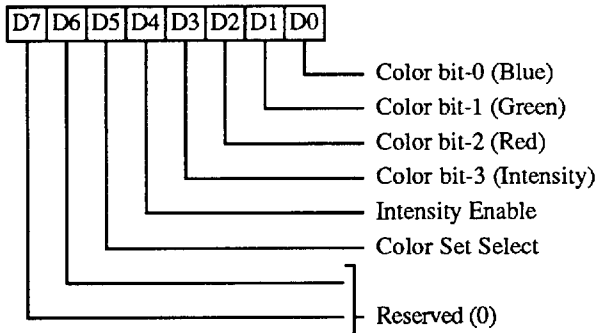 D7 D6 D5 D4 D3 D2 D1 D0
Color bit-0 (Blue)
Color bit-1 (Green)
Color bit-2 (Red)
Color bit-3 (Intensity)
Intensity Enable
Color Set Select
Reserved (0)